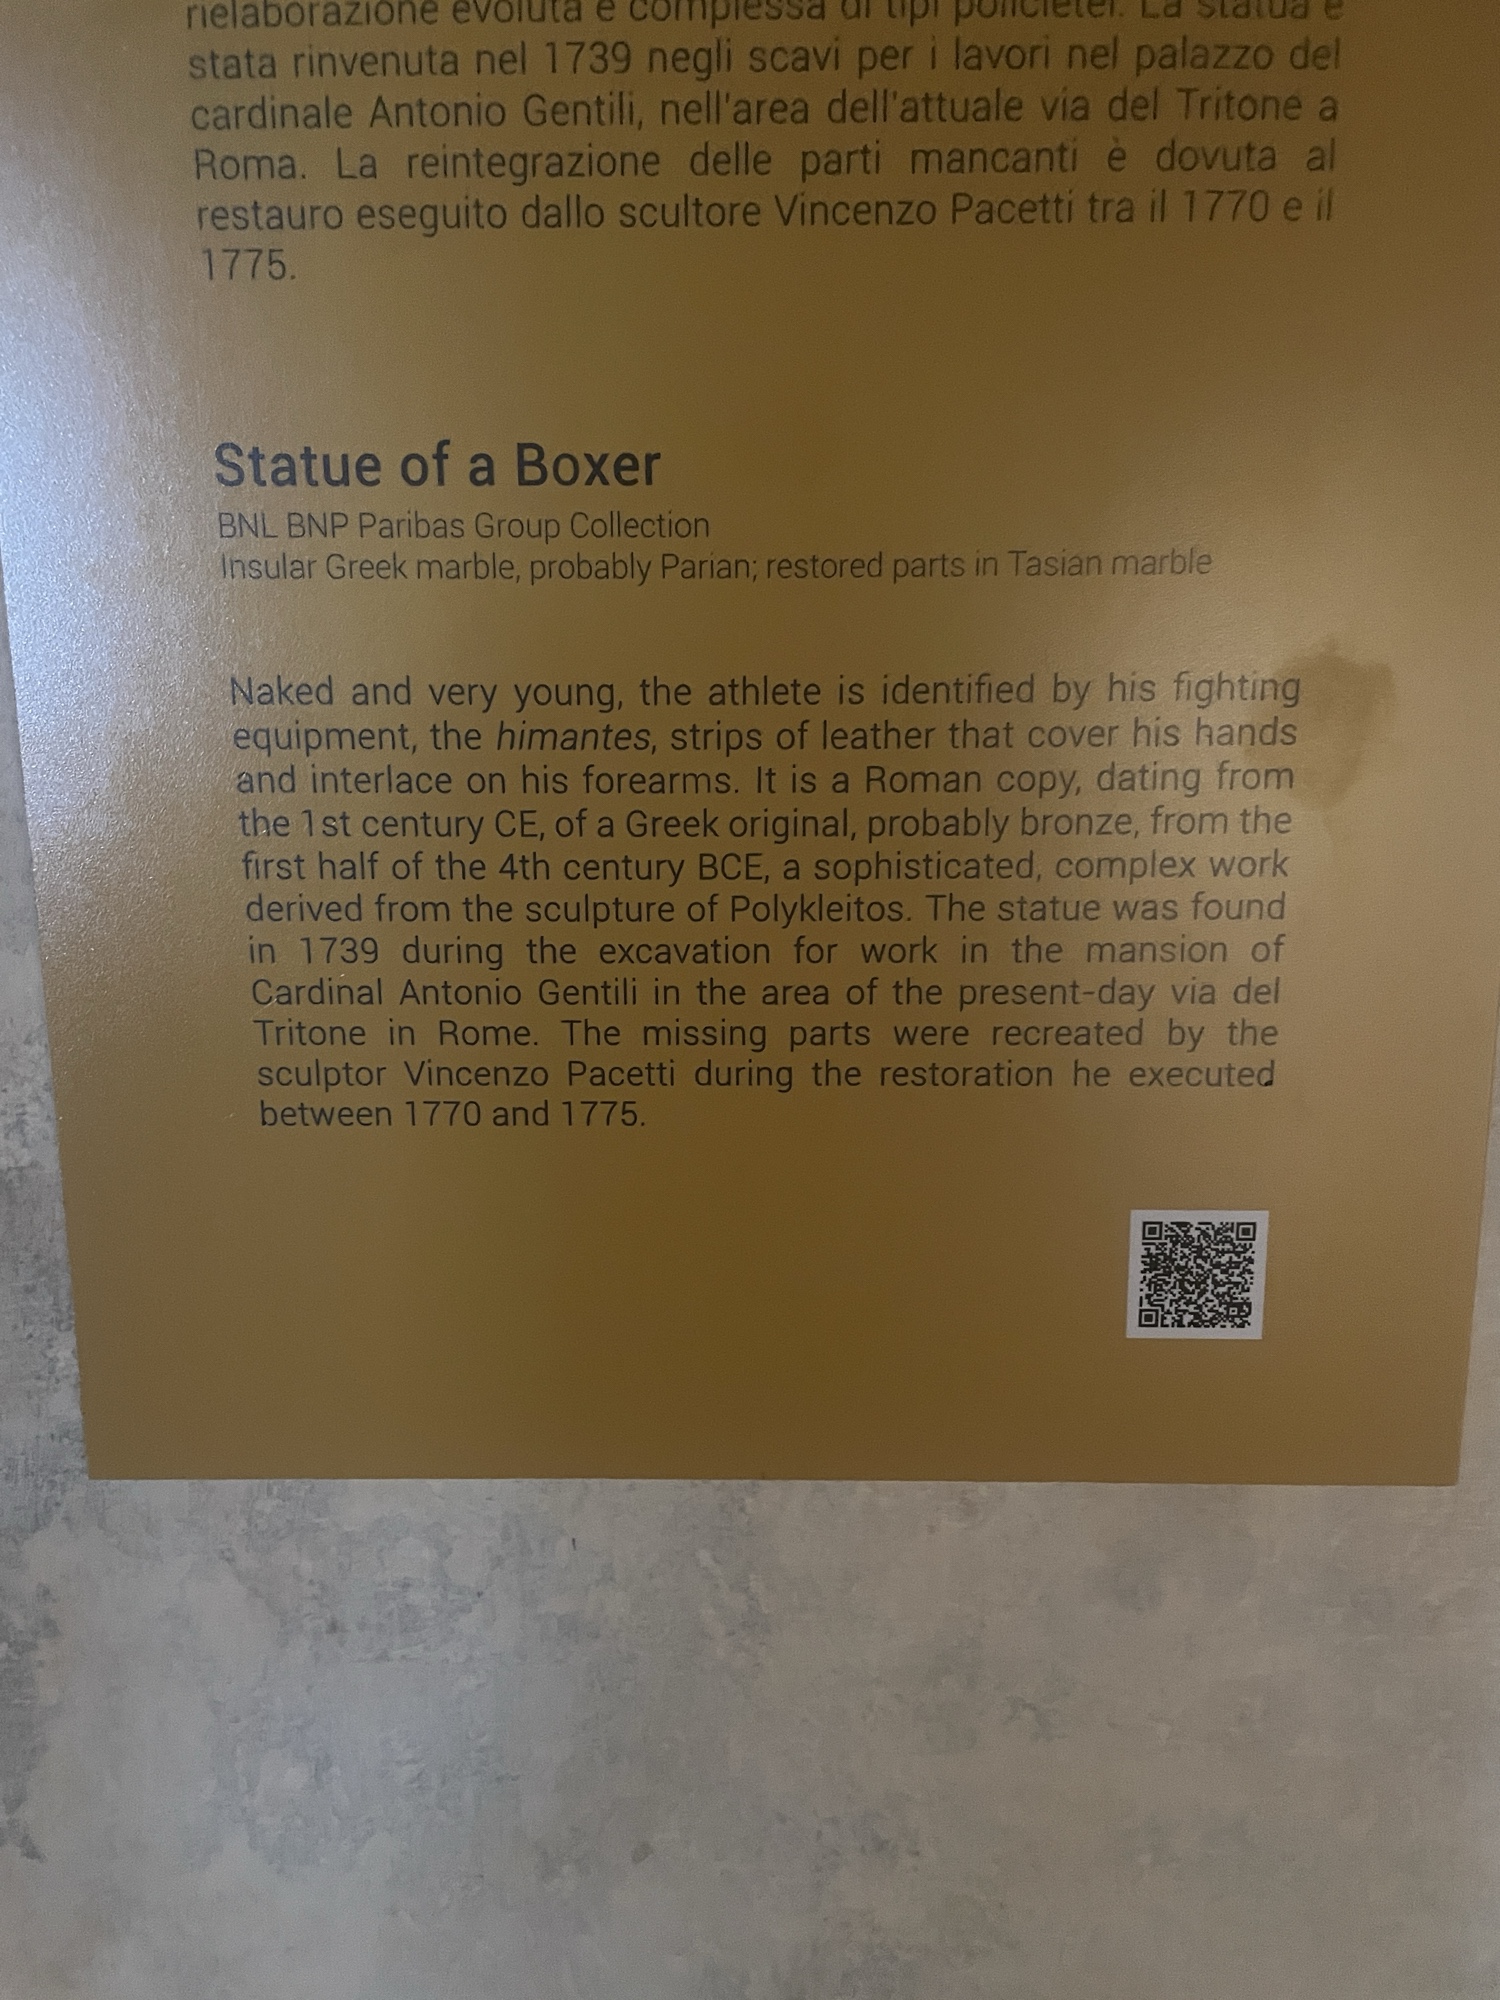 rielaborazione evoluta e complessa di tipi policletei. La statua è
stata rinvenuta nel 1739 negli scavi per i lavori nel palazzo del
cardinale Antonio Gentili, nell'area dell'attuale via del Tritone a
Roma. La reintegrazione delle parti mancanti è dovuta al
restauro eseguito dallo scultore Vincenzo Pacetti tra il 1770 e il
1775.
Statue of a Boxer
BNL BNP Paribas Group Collection
Insular Greek marble, probably Parian; restored parts in Tasian marble
Naked and very young, the athlete is identified by his fighting
equipment, the himantes, strips of leather that cover his hands
and interlace on his forearms. It is a Roman copy, dating from
the 1st century CE, of a Greek original, probably bronze, from the
first half of the 4th century BCE, a sophisticated, complex work
derived from the sculpture of Polykleitos. The statue was found
in 1739 during the excavation for work in the mansion of
Cardinal Antonio Gentili in the area of the present-day via del
Tritone in Rome. The missing parts were recreated by the
sculptor Vincenzo Pacetti during the restoration he executed
between 1770 and 1775.